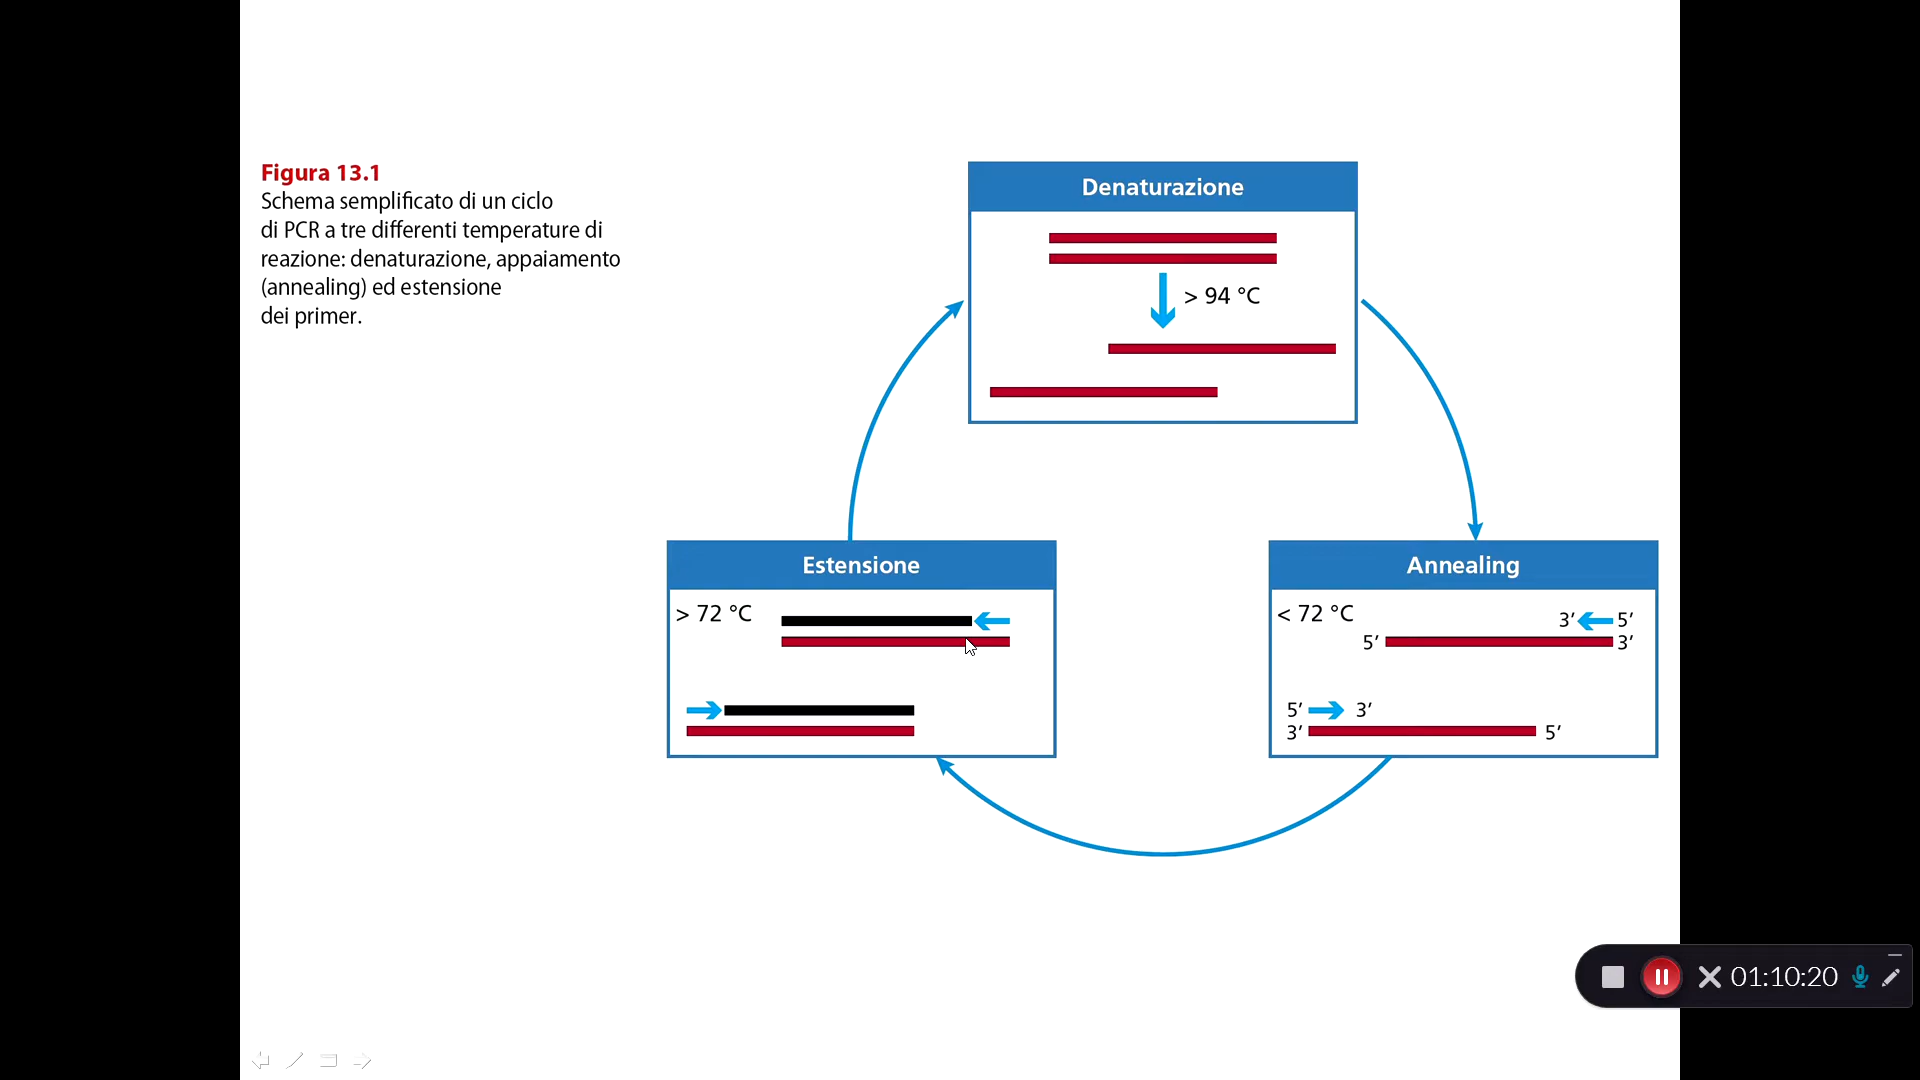 Figura 13.1
Schema semplificato di un ciclo
di PCR a tre differenti temperature di
reazione: denaturazione, appaiamento
(annealing) ed estensione
dei primer.
Denaturazione
> 94 °C
Estensione
> 72 °C
Annealing
< 72 °C
3’ 5’
5’ 3’
5’ 3’
3’ 5’
01:10:20